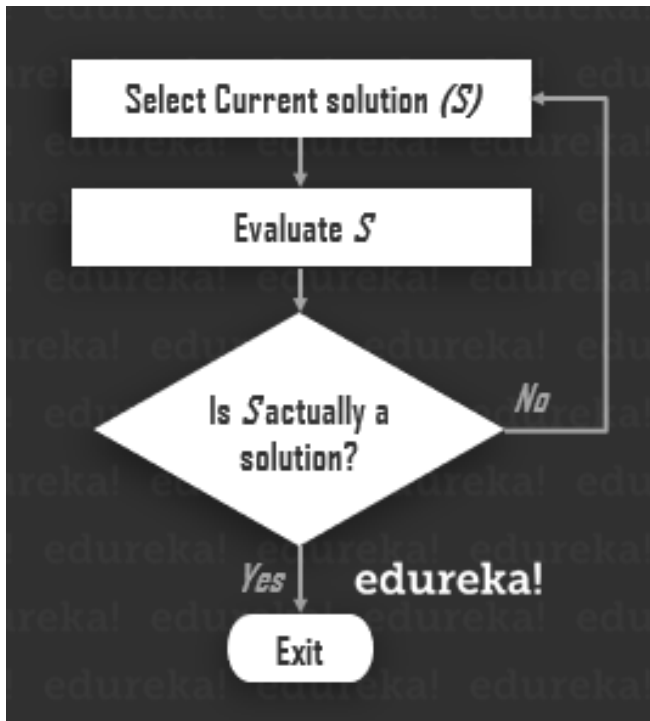 Select Current solution (S)
Evaluate S
Is S actually a
solution?
No
Yes
edureka!
Exit